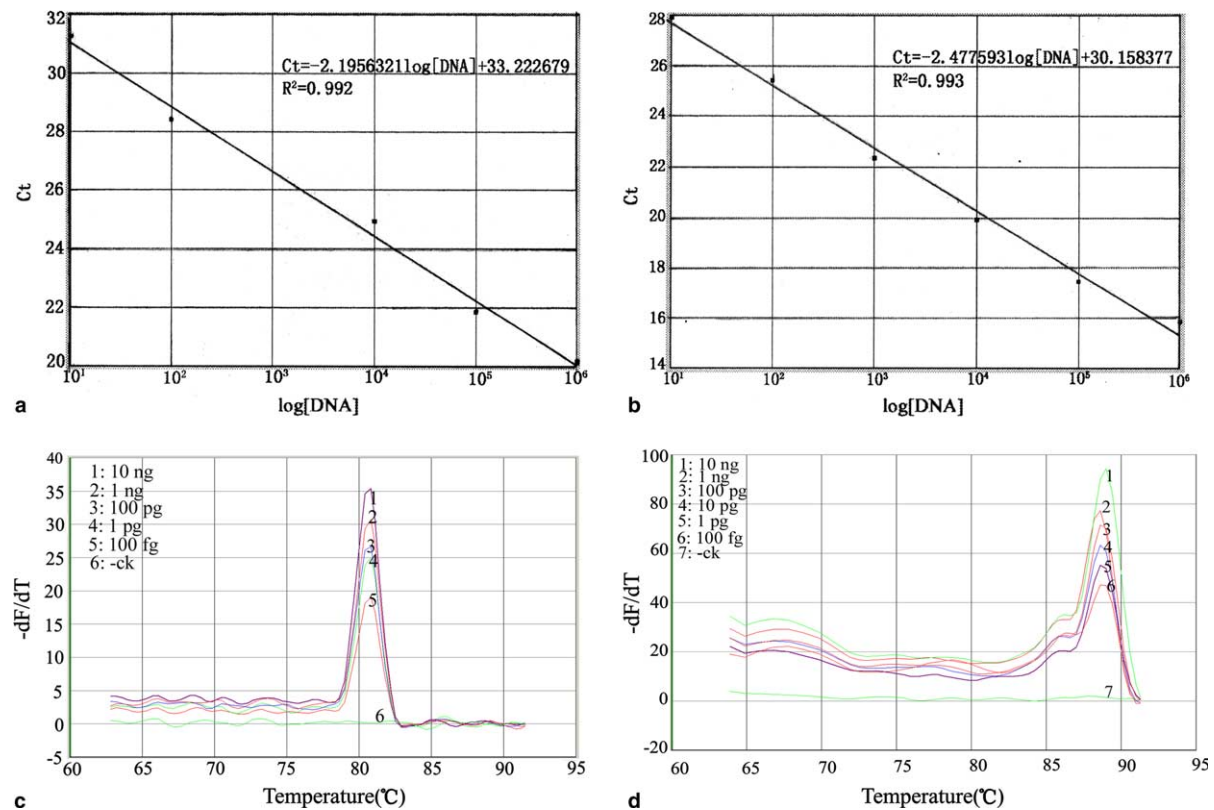 32
30
28
26
24
22
20
Ct
Ct=-2.1956321log[DNA]+33.222679
R²=0.992
10¹
10²
10⁴
10⁵
10⁶
log[DNA]
a
28
26
24
22
20
18
16
14
Ct
Ct=-2.477593log[DNA]+30.158377
R²=0.993
10¹
10²
10³
10⁴
10⁵
10⁶
log[DNA]
b
40
35
30
25
20
15
10
5
0
-5
-dF/dT
1: 10 ng
2: 1 ng
3: 100 pg
4: 1 pg
5: 100 fg
6: -ck
1
2
3
4
5
6
60
65
70
75
80
85
90
95
Temperature(℃)
c
100
80
60
40
20
0
-20
-dF/dT
1: 10 ng
2: 1 ng
3: 100 pg
4: 10 pg
5: 1 pg
6: 100 fg
7: -ck
1
2
3
4
5
6
7
60
65
70
75
80
85
90
95
Temperature(℃)
d